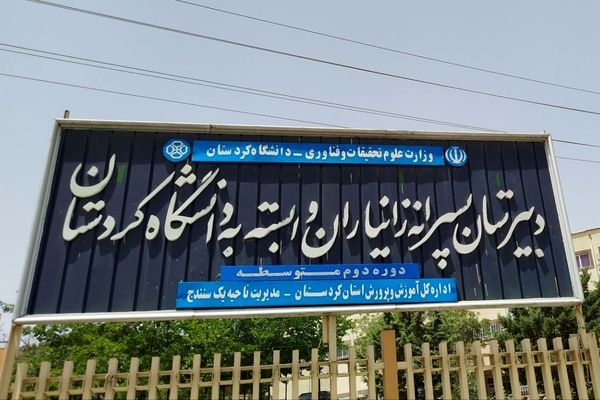 وزارت علوم تحقیقات و فناوری - دانشگاه کردستان
دبیرستان پسرانه زانیاران وابسته به دانشگاه کردستان
دوره دوم متوسطه
اداره کل آموزش و پرورش استان کردستان - مدیریت ناحیه یک سنندج